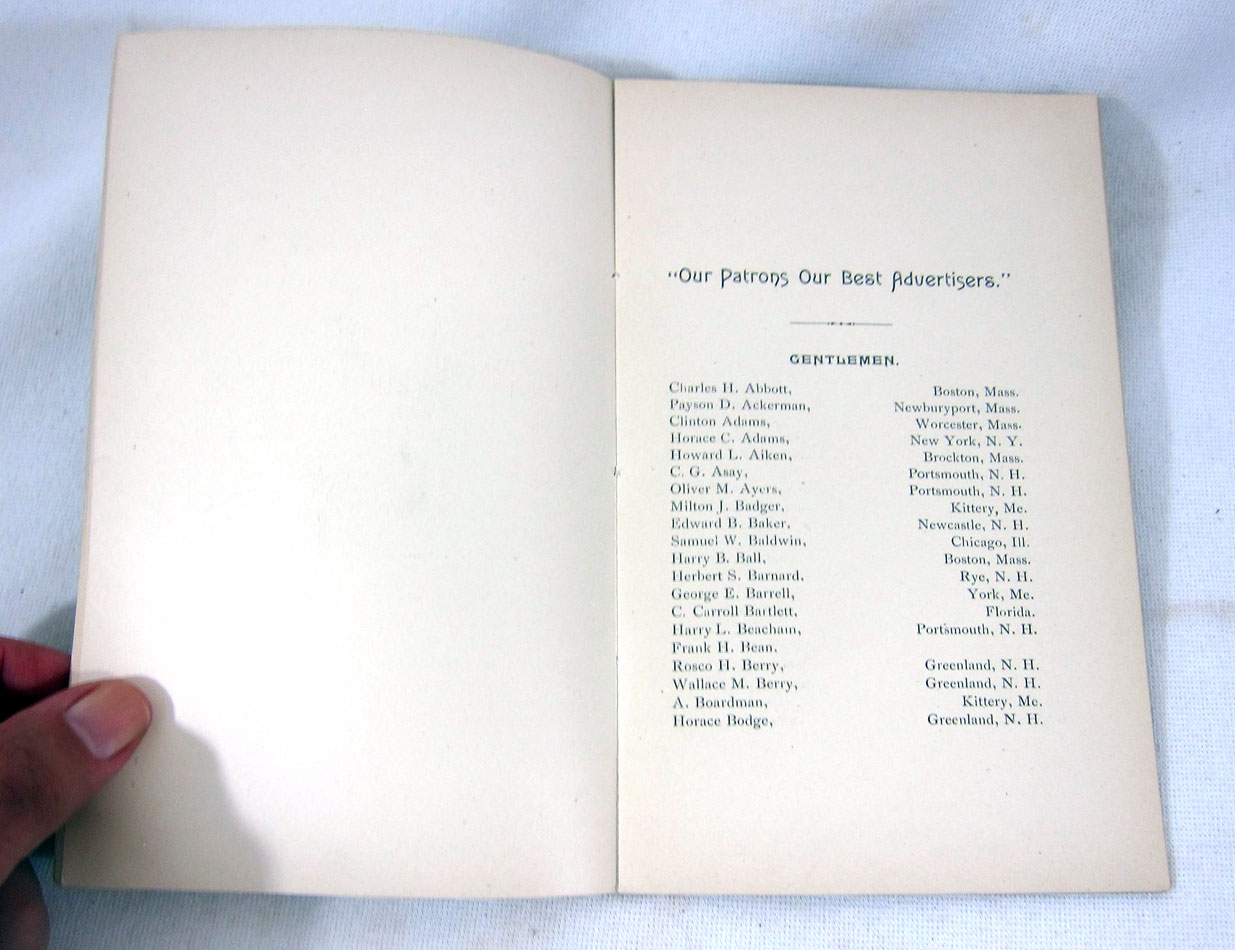 “Our Patrons Our Best Advertisers.”
GENTLEMEN.
Charles H. Abbott, Boston, Mass.
Payson D. Ackerman, Newburyport, Mass.
Clinton Adams, Worcester, Mass.
Horace C. Adams, New York, N. Y.
Howard L. Aiken, Brockton, Mass.
C. G. Asay, Portsmouth, N. H.
Oliver M. Ayers, Portsmouth, N. H.
Milton J. Badger, Kittery, Me.
Edward B. Baker, Newcastle, N. H.
Samuel W. Baldwin, Chicago, Ill.
Harry B. Ball, Boston, Mass.
Herbert S. Barnard, Rye, N. H.
George E. Barrell, York, Me.
C. Carroll Bartlett, Florida.
Harry L. Beacham, Portsmouth, N. H.
Frank H. Bean.
Rosco H. Berry, Greenland, N. H.
Wallace M. Berry, Greenland, N. H.
A. Boardman, Kittery, Me.
Horace Bodge, Greenland, N. H.